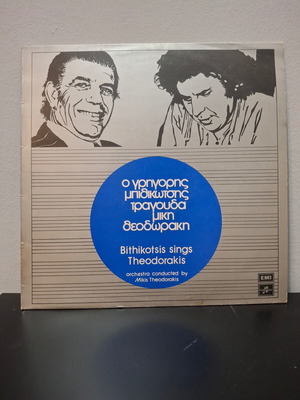 ο γρηγορης
μπιθικωτσης
τραγουδα
μικη
θεοδωρακη
Bithikotsis sings
Theodorakis
orchestra conducted by
Mikis Theodorakis
EMI